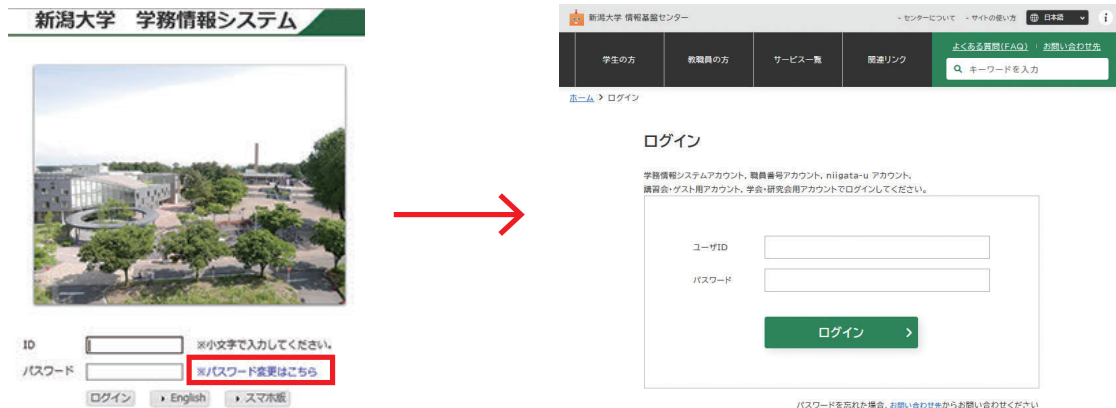 新潟大学 学務情報システム
ID
※小文字で入力してください。
パスワード
※パスワード変更はこちら
ログイン
English
スマホ版
新潟大学 情報基盤センター
- センターについて
- サイトの使い方
日本語
i
学生の方
教職員の方
サービス一覧
関連リンク
よくある質問(FAQ)
お問い合わせ先
キーワードを入力
ホーム > ログイン
ログイン
学務情報システムアカウント, 職員番号アカウント, niigata-u アカウント,
講習会・ゲスト用アカウント, 学会・研究会用アカウントでログインしてください。
ユーザID
パスワード
ログイン
パスワードを忘れた場合, お問い合わせ先からお問い合わせください